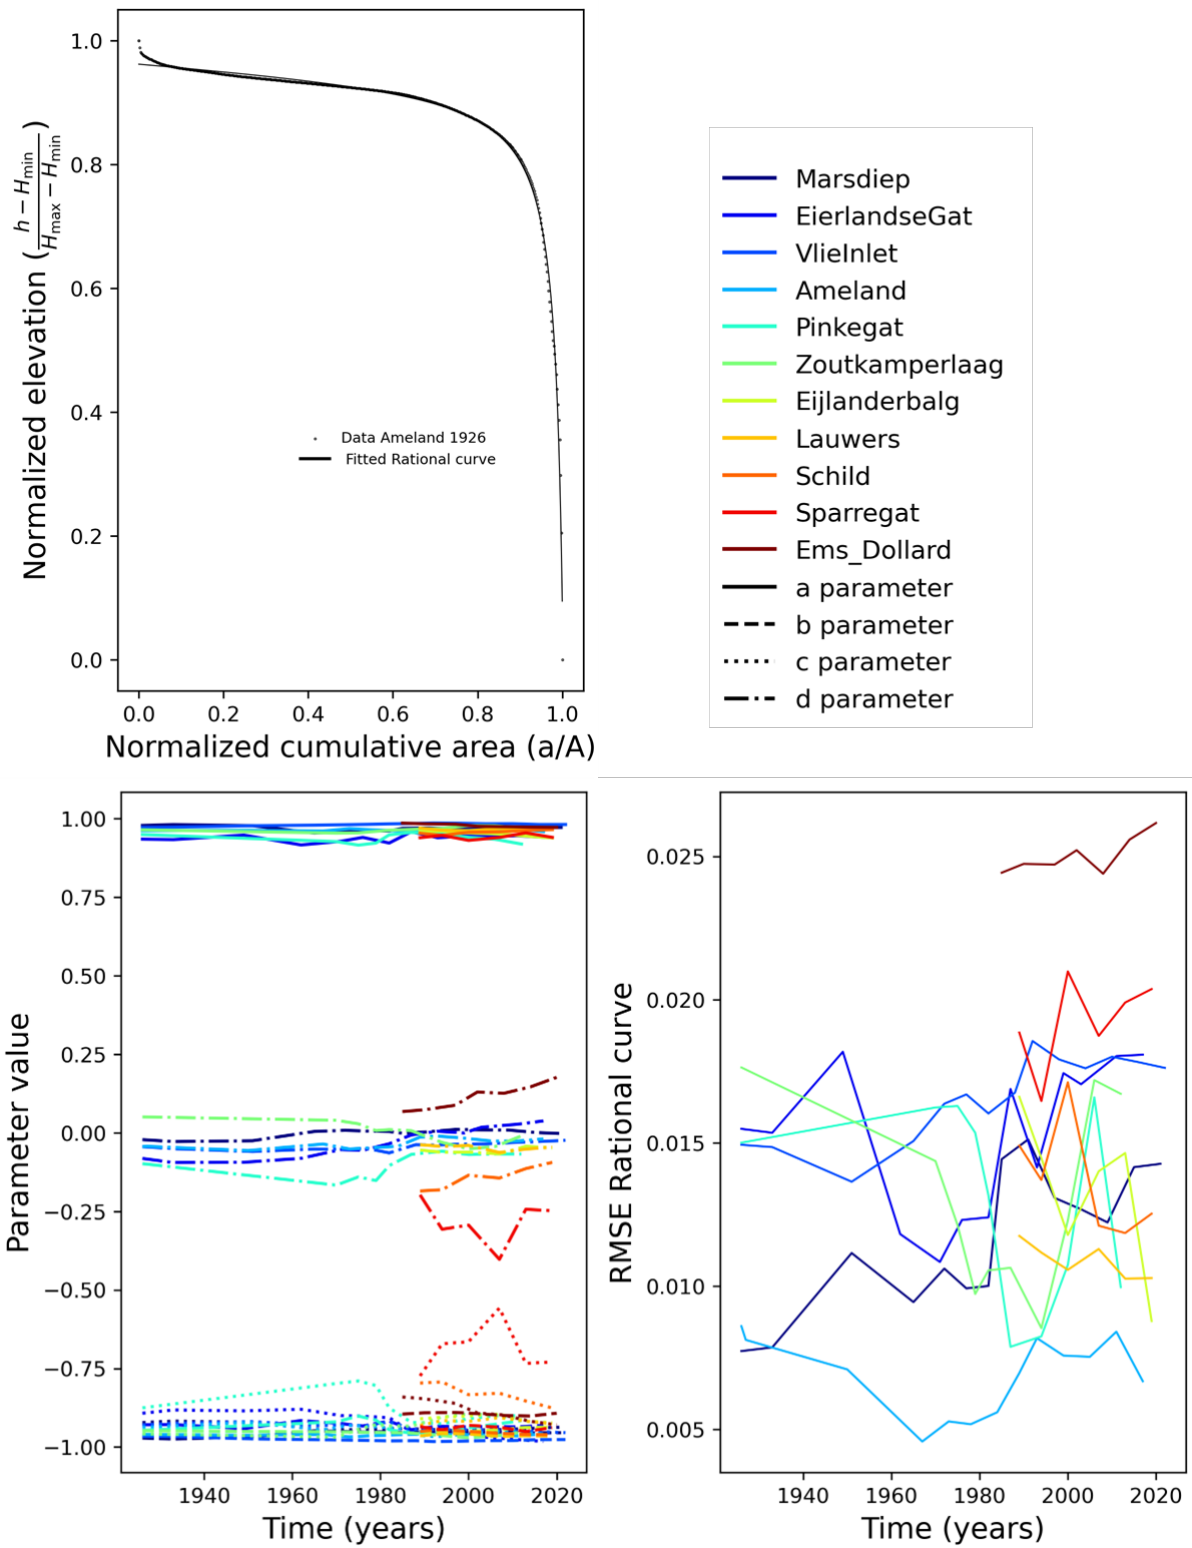 1.0
0.8
0.6
0.4
0.2
0.0
Normalized elevation (h − Hmin / Hmax − Hmin)
Data Ameland 1926
Fitted Rational curve
0.0 0.2 0.4 0.6 0.8 1.0
Normalized cumulative area (a/A)
Marsdiep
EierlandseGat
VlieInlet
Ameland
Pinkegat
Zoutkamperlaag
Eijlanderbalg
Lauwers
Schild
Sparregat
Ems_Dollard
a parameter
b parameter
c parameter
d parameter
1.00
0.75
0.50
0.25
0.00
−0.25
−0.50
−0.75
−1.00
Parameter value
1940 1960 1980 2000 2020
Time (years)
0.025
0.020
0.015
0.010
0.005
RMSE Rational curve
1940 1960 1980 2000 2020
Time (years)